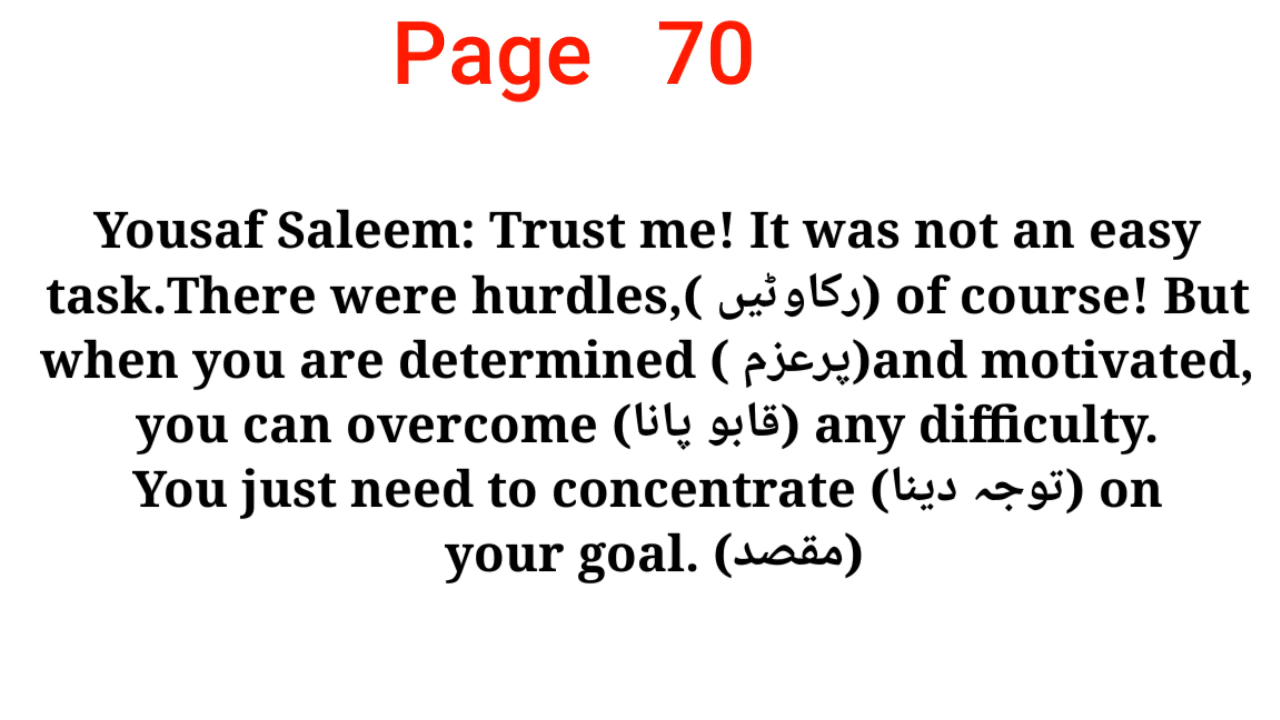 Page 70
Yousaf Saleem: Trust me! It was not an easy
task.There were hurdles,( رکاوٹیں) of course! But
when you are determined ( پرعزم)and motivated,
you can overcome (قابو پانا) any difficulty.
You just need to concentrate (توجہ دینا) on
your goal. (مقصد)